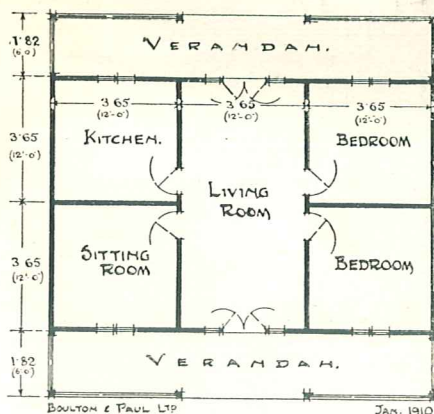 VERANDAH.
1·82
(6'·0")
3·65
(12'·0")
3·65
(12'·0")
3·65
(12'·0")
3·65
(12'·0")
KITCHEN.
BEDROOM
LIVING
ROOM
3·65
(12'·0")
SITTING
ROOM
BEDROOM
1·82
(6'·0")
VERANDAH.
BOULTON & PAUL LTD
JAN. 1910